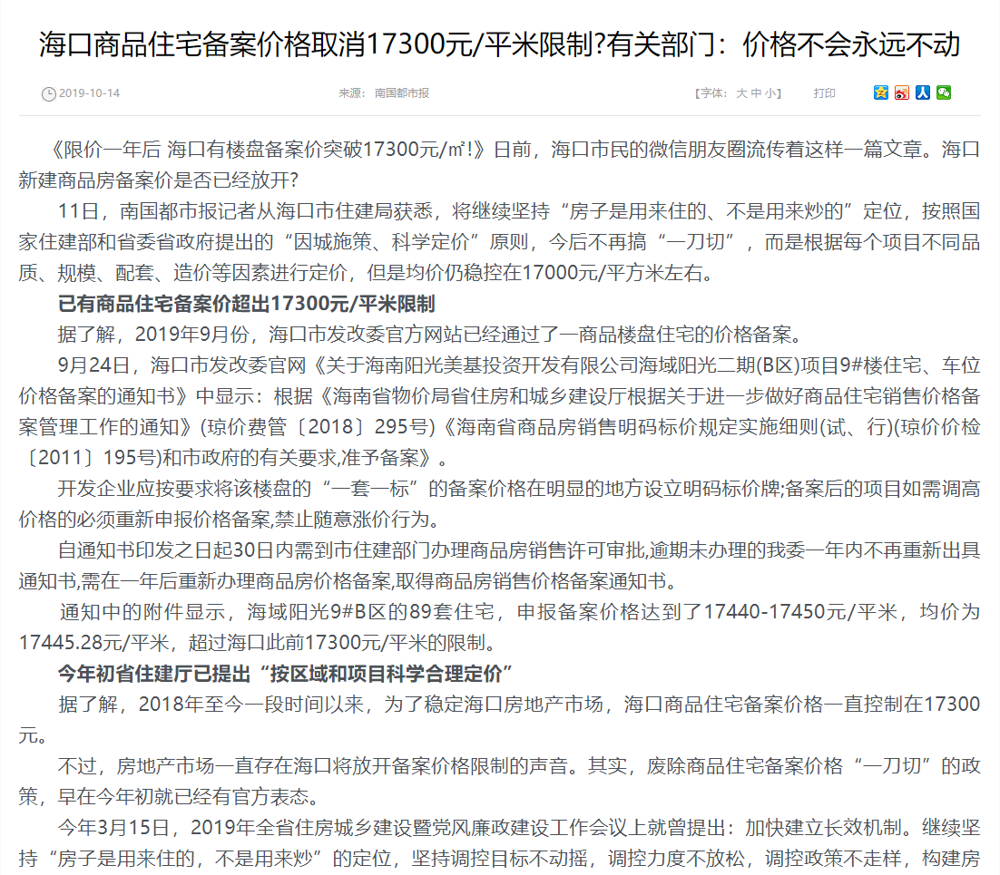 海口商品住宅备案价格取消17300元/平米限制?有关部门：价格不会永远不动
2019-10-14 来源： 南国都市报 【字体： 大 中 小】 打印
《限价一年后 海口有楼盘备案价突破17300元/㎡!》日前，海口市民的微信朋友圈流传着这样一篇文章。海口
新建商品房备案价是否已经放开?
11日，南国都市报记者从海口市住建局获悉，将继续坚持“房子是用来住的、不是用来炒的”定位，按照国
家住建部和省委省政府提出的“因城施策、科学定价”原则，今后不再搞“一刀切”，而是根据每个项目不同品
质、规模、配套、造价等因素进行定价，但是均价仍稳控在17000元/平方米左右。
已有商品住宅备案价超出17300元/平米限制
据了解，2019年9月份，海口市发改委官方网站已经通过了一商品楼盘住宅的价格备案。
9月24日，海口市发改委官网《关于海南阳光美基投资开发有限公司海域阳光二期(B区)项目9#楼住宅、车位
价格备案的通知书》中显示：根据《海南省物价局省住房和城乡建设厅根据关于进一步做好商品住宅销售价格备
案管理工作的通知》(琼价费管〔2018〕295号)《海南省商品房销售明码标价规定实施细则(试、行)(琼价价检
〔2011〕195号)和市政府的有关要求,准予备案》。
开发企业应按要求将该楼盘的“一套一标”的备案价格在明显的地方设立明码标价牌;备案后的项目如需调高
价格的必须重新申报价格备案,禁止随意涨价行为。
自通知书印发之日起30日内需到市住建部门办理商品房销售许可审批,逾期未办理的我委一年内不再重新出具
通知书,需在一年后重新办理商品房价格备案,取得商品房销售价格备案通知书。
通知中的附件显示，海域阳光9#B区的89套住宅，申报备案价格达到了17440-17450元/平米，均价为
17445.28元/平米，超过海口此前17300元/平米的限制。
今年初省住建厅已提出“按区域和项目科学合理定价”
据了解，2018年至今一段时间以来，为了稳定海口房地产市场，海口商品住宅备案价格一直控制在17300
元。
不过，房地产市场一直存在海口将放开备案价格限制的声音。其实，废除商品住宅备案价格“一刀切”的政
策，早在今年初就已经有官方表态。
今年3月15日，2019年全省住房城乡建设暨党风廉政建设工作会议上就曾提出：加快建立长效机制。继续坚
持“房子是用来住的，不是用来炒”的定位，坚持调控目标不动摇，调控力度不放松，调控政策不走样，构建房